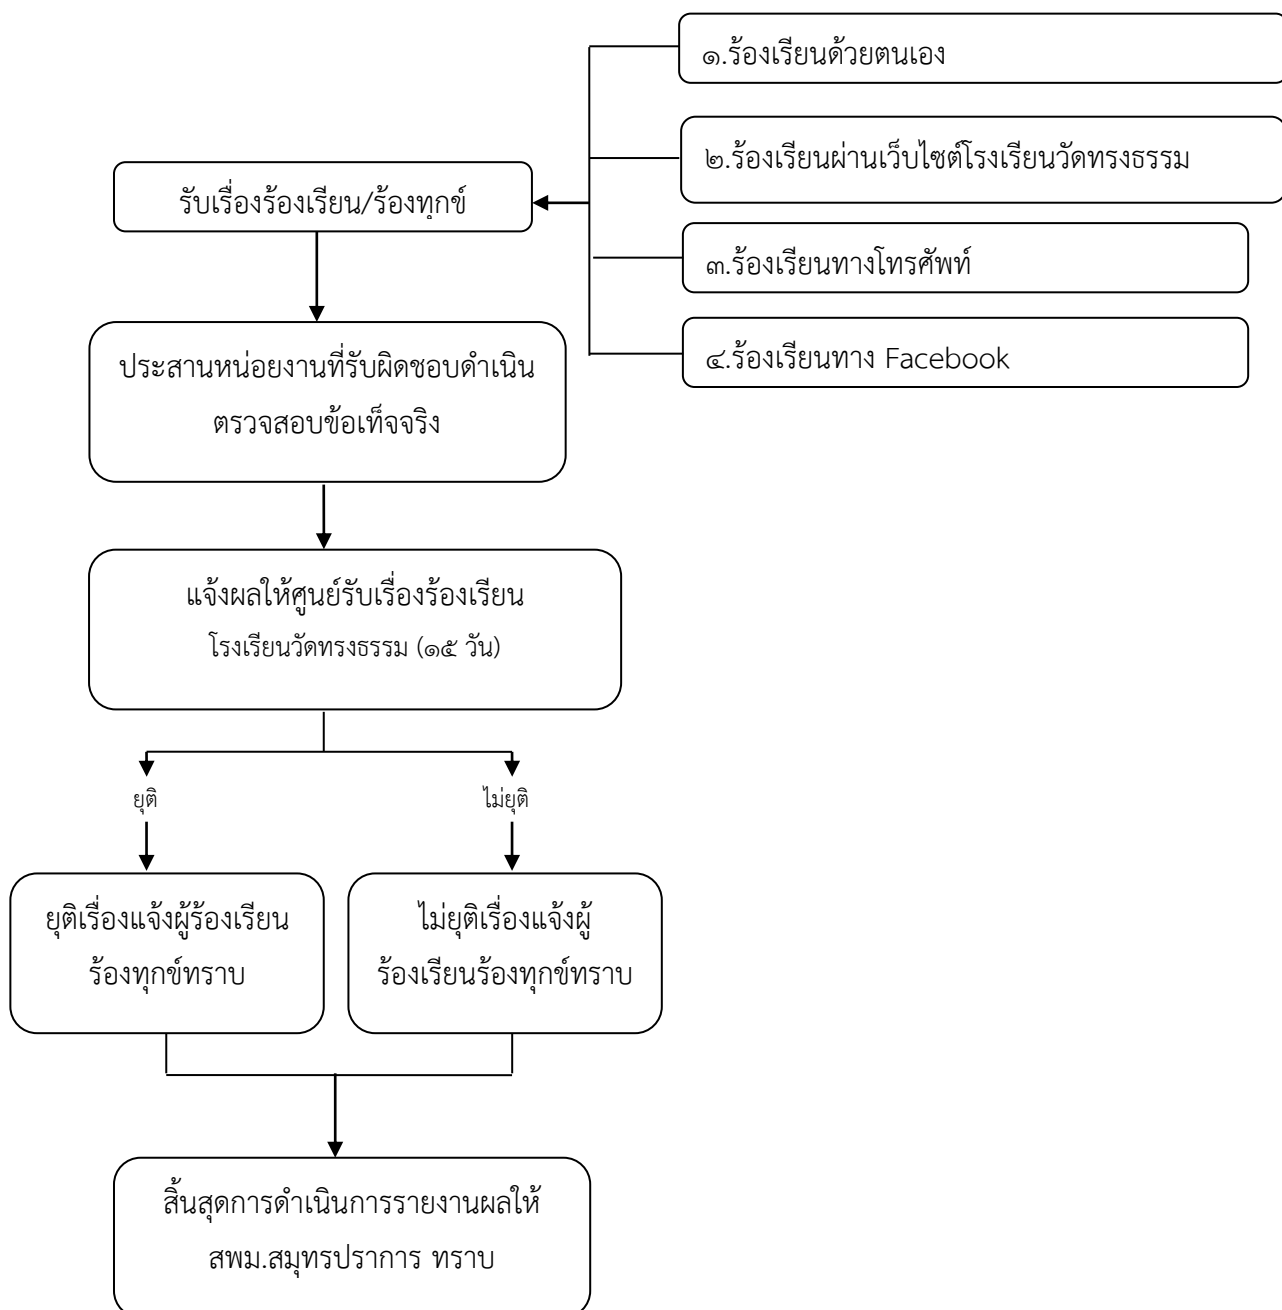 ๑.ร้องเรียนด้วยตนเอง
๒.ร้องเรียนผ่านเว็บไซต์โรงเรียนวัดทรงธรรม
รับเรื่องร้องเรียน/ร้องทุกข์
๓.ร้องเรียนทางโทรศัพท์
๔.ร้องเรียนทาง Facebook
ประสานหน่อยงานที่รับผิดชอบดำเนิน
ตรวจสอบข้อเท็จจริง
แจ้งผลให้ศูนย์รับเรื่องร้องเรียน
โรงเรียนวัดทรงธรรม (๑๕ วัน)
ยุติ
ไม่ยุติ
ยุติเรื่องแจ้งผู้ร้องเรียน
ร้องทุกข์ทราบ
ไม่ยุติเรื่องแจ้งผู้
ร้องเรียนร้องทุกข์ทราบ
สิ้นสุดการดำเนินการรายงานผลให้
สพม.สมุทรปราการ ทราบ